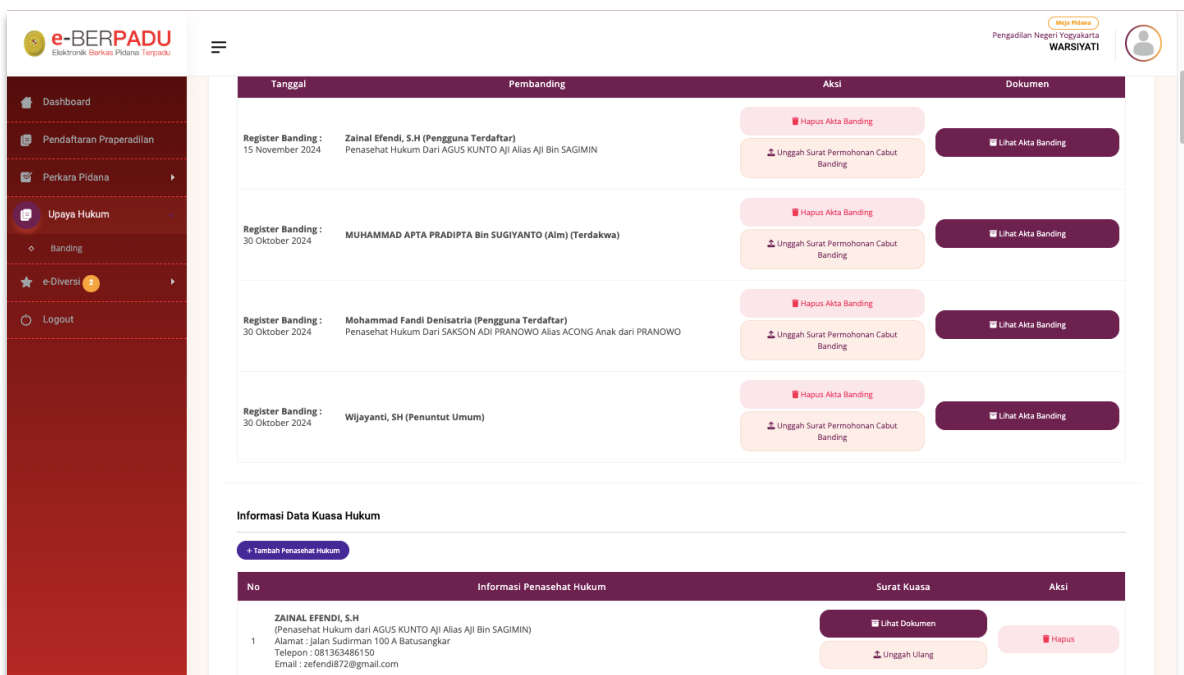 e-BERPADU
Elektronik Berkas Pidana Terpadu
Meja Pidana
Pengadilan Negeri Yogyakarta
WARSIYATI
Dashboard
Pendaftaran Praperadilan
Perkara Pidana
Upaya Hukum
Banding
e-Diversi 2
Logout
Tanggal Pembanding Aksi Dokumen
Register Banding :
15 November 2024
Zainal Efendi, S.H (Pengguna Terdaftar)
Penasehat Hukum Dari AGUS KUNTO AJI Alias AJI Bin SAGIMIN
Hapus Akta Banding
Unggah Surat Permohonan Cabut
Banding
Lihat Akta Banding
Register Banding :
30 Oktober 2024
MUHAMMAD APTA PRADIPTA Bin SUGIYANTO (Alm) (Terdakwa)
Hapus Akta Banding
Unggah Surat Permohonan Cabut
Banding
Lihat Akta Banding
Register Banding :
30 Oktober 2024
Mohammad Fandi Denisatria (Pengguna Terdaftar)
Penasehat Hukum Dari SAKSON ADI PRANOWO Alias ACONG Anak dari PRANOWO
Hapus Akta Banding
Unggah Surat Permohonan Cabut
Banding
Lihat Akta Banding
Register Banding :
30 Oktober 2024
Wijayanti, SH (Penuntut Umum)
Hapus Akta Banding
Unggah Surat Permohonan Cabut
Banding
Lihat Akta Banding
Informasi Data Kuasa Hukum
+ Tambah Penasehat Hukum
No Informasi Penasehat Hukum Surat Kuasa Aksi
1
ZAINAL EFENDI, S.H
(Penasehat Hukum dari AGUS KUNTO AJI Alias AJI Bin SAGIMIN)
Alamat : Jalan Sudirman 100 A Batusangkar
Telepon : 081363486150
Email : zefendi872@gmail.com
Lihat Dokumen
Unggah Ulang
Hapus